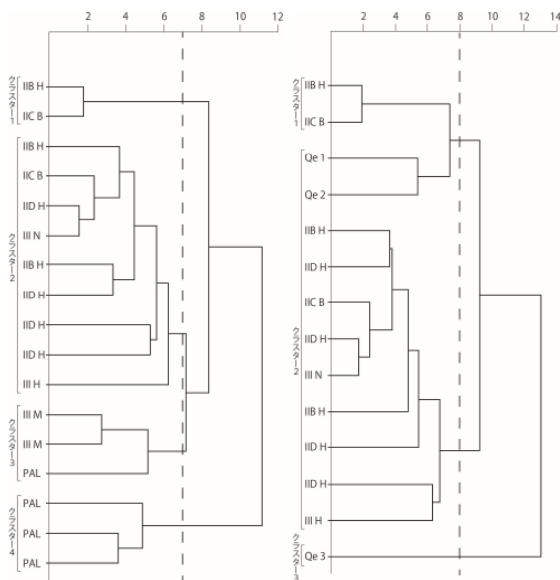 2 4 6 8 10 12
クラスター1
IIB H
IIC B
クラスター2
IIB H
IIC B
IID H
III N
IIB H
IID H
IID H
IID H
III H
クラスター3
III M
III M
PAL
クラスター4
PAL
PAL
PAL
2 4 6 8 10 12 14
クラスター1
IIB H
IIC B
クラスター2
Qe 1
Qe 2
IIB H
IID H
IIC B
IID H
III N
IIB H
IID H
IID H
III H
クラスター3
Qe 3